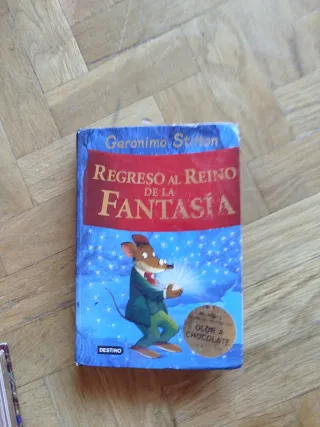 Geronimo Stilton
REGRESO AL REINO
DE LA
FANTASÍA
OLOR A
CHOCOLATE
DESTINO